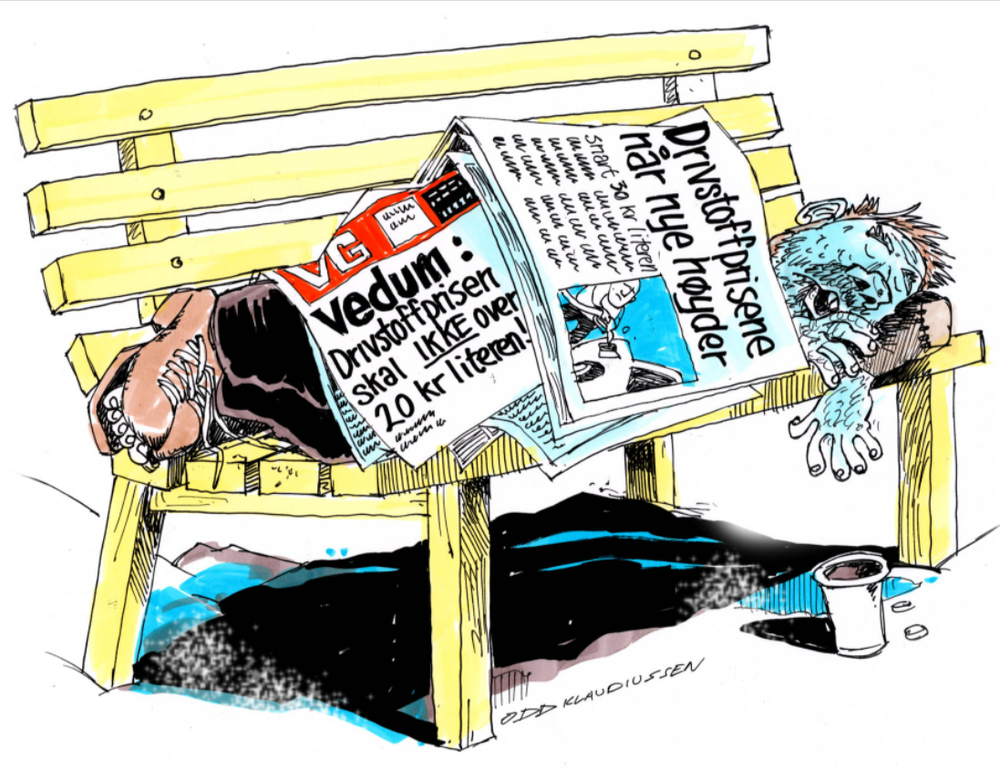 VG
Vedum:
Drivstoffprisen
skal IKKE over
20 kr literen!
Drivstoffprisene
når nye høyder
Snart 30 kr literen
ODD KLAUDIUSSEN